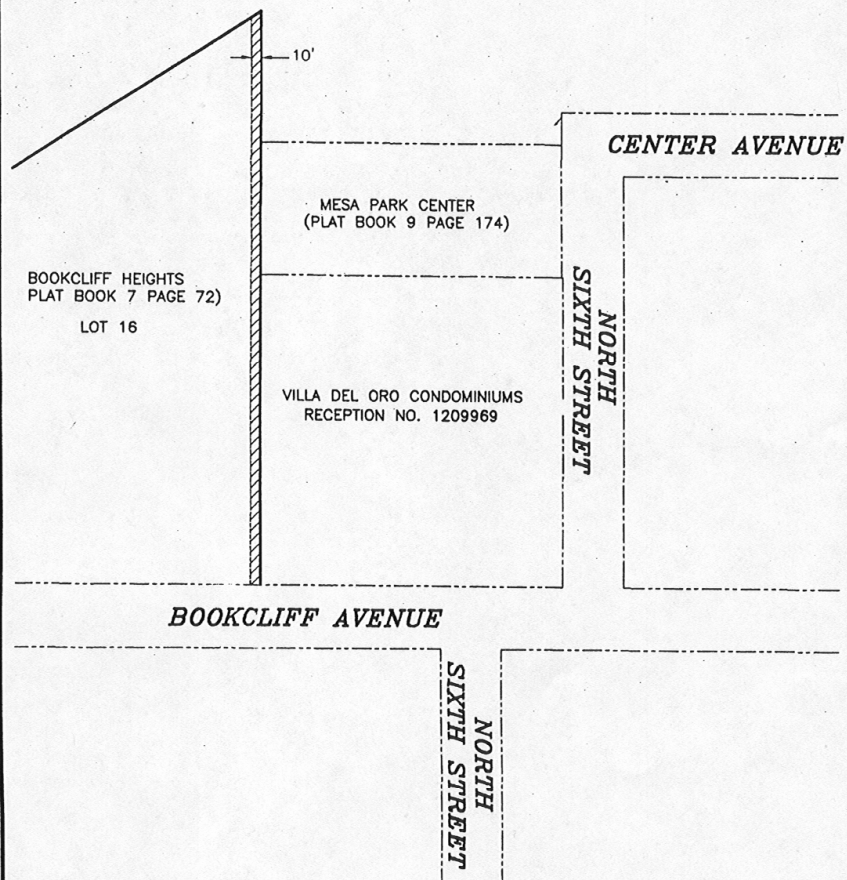 10'
CENTER AVENUE
MESA PARK CENTER
(PLAT BOOK 9 PAGE 174)
BOOKCLIFF HEIGHTS
PLAT BOOK 7 PAGE 72)
LOT 16
NORTH
SIXTH STREET
VILLA DEL ORO CONDOMINIUMS
RECEPTION NO. 1209969
BOOKCLIFF AVENUE
NORTH
SIXTH STREET